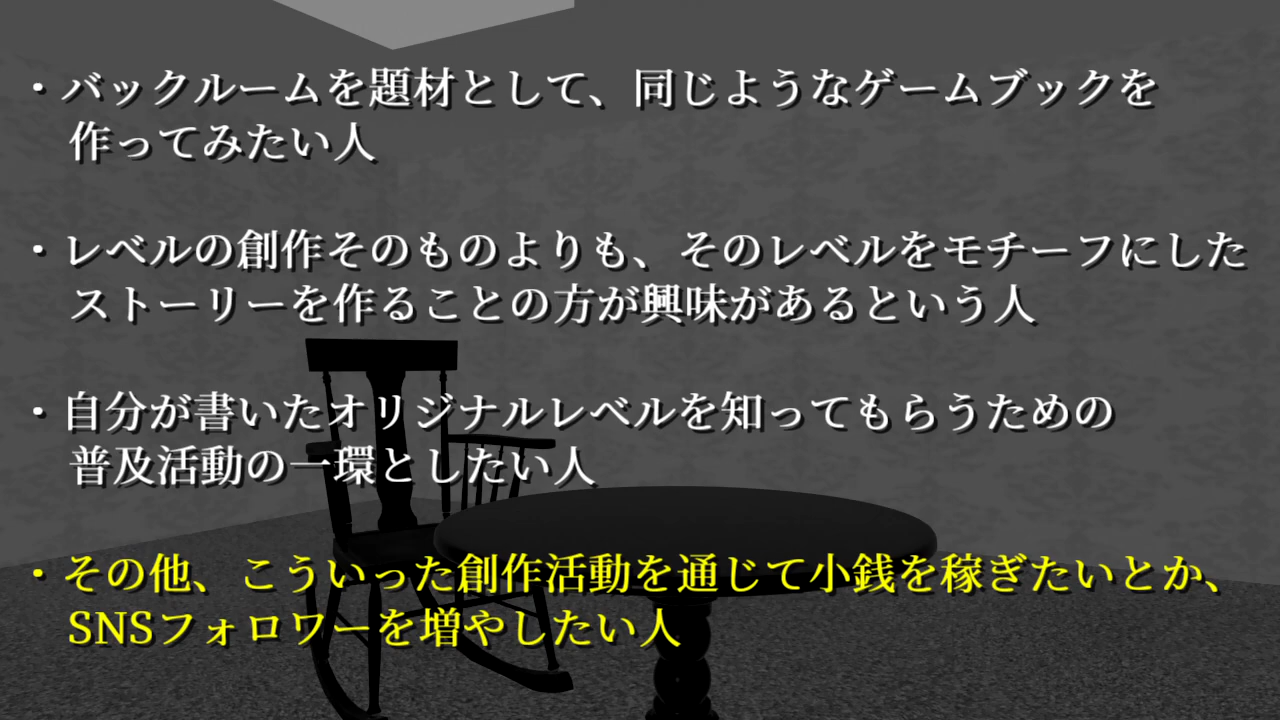 ・バックルームを題材として、同じようなゲームブックを
作ってみたい人
・レベルの創作そのものよりも、そのレベルをモチーフにした
ストーリーを作ることの方が興味があるという人
・自分が書いたオリジナルレベルを知ってもらうための
普及活動の一環としたい人
・その他、こういった創作活動を通じて小銭を稼ぎたいとか、
SNSフォロワーを増やしたい人